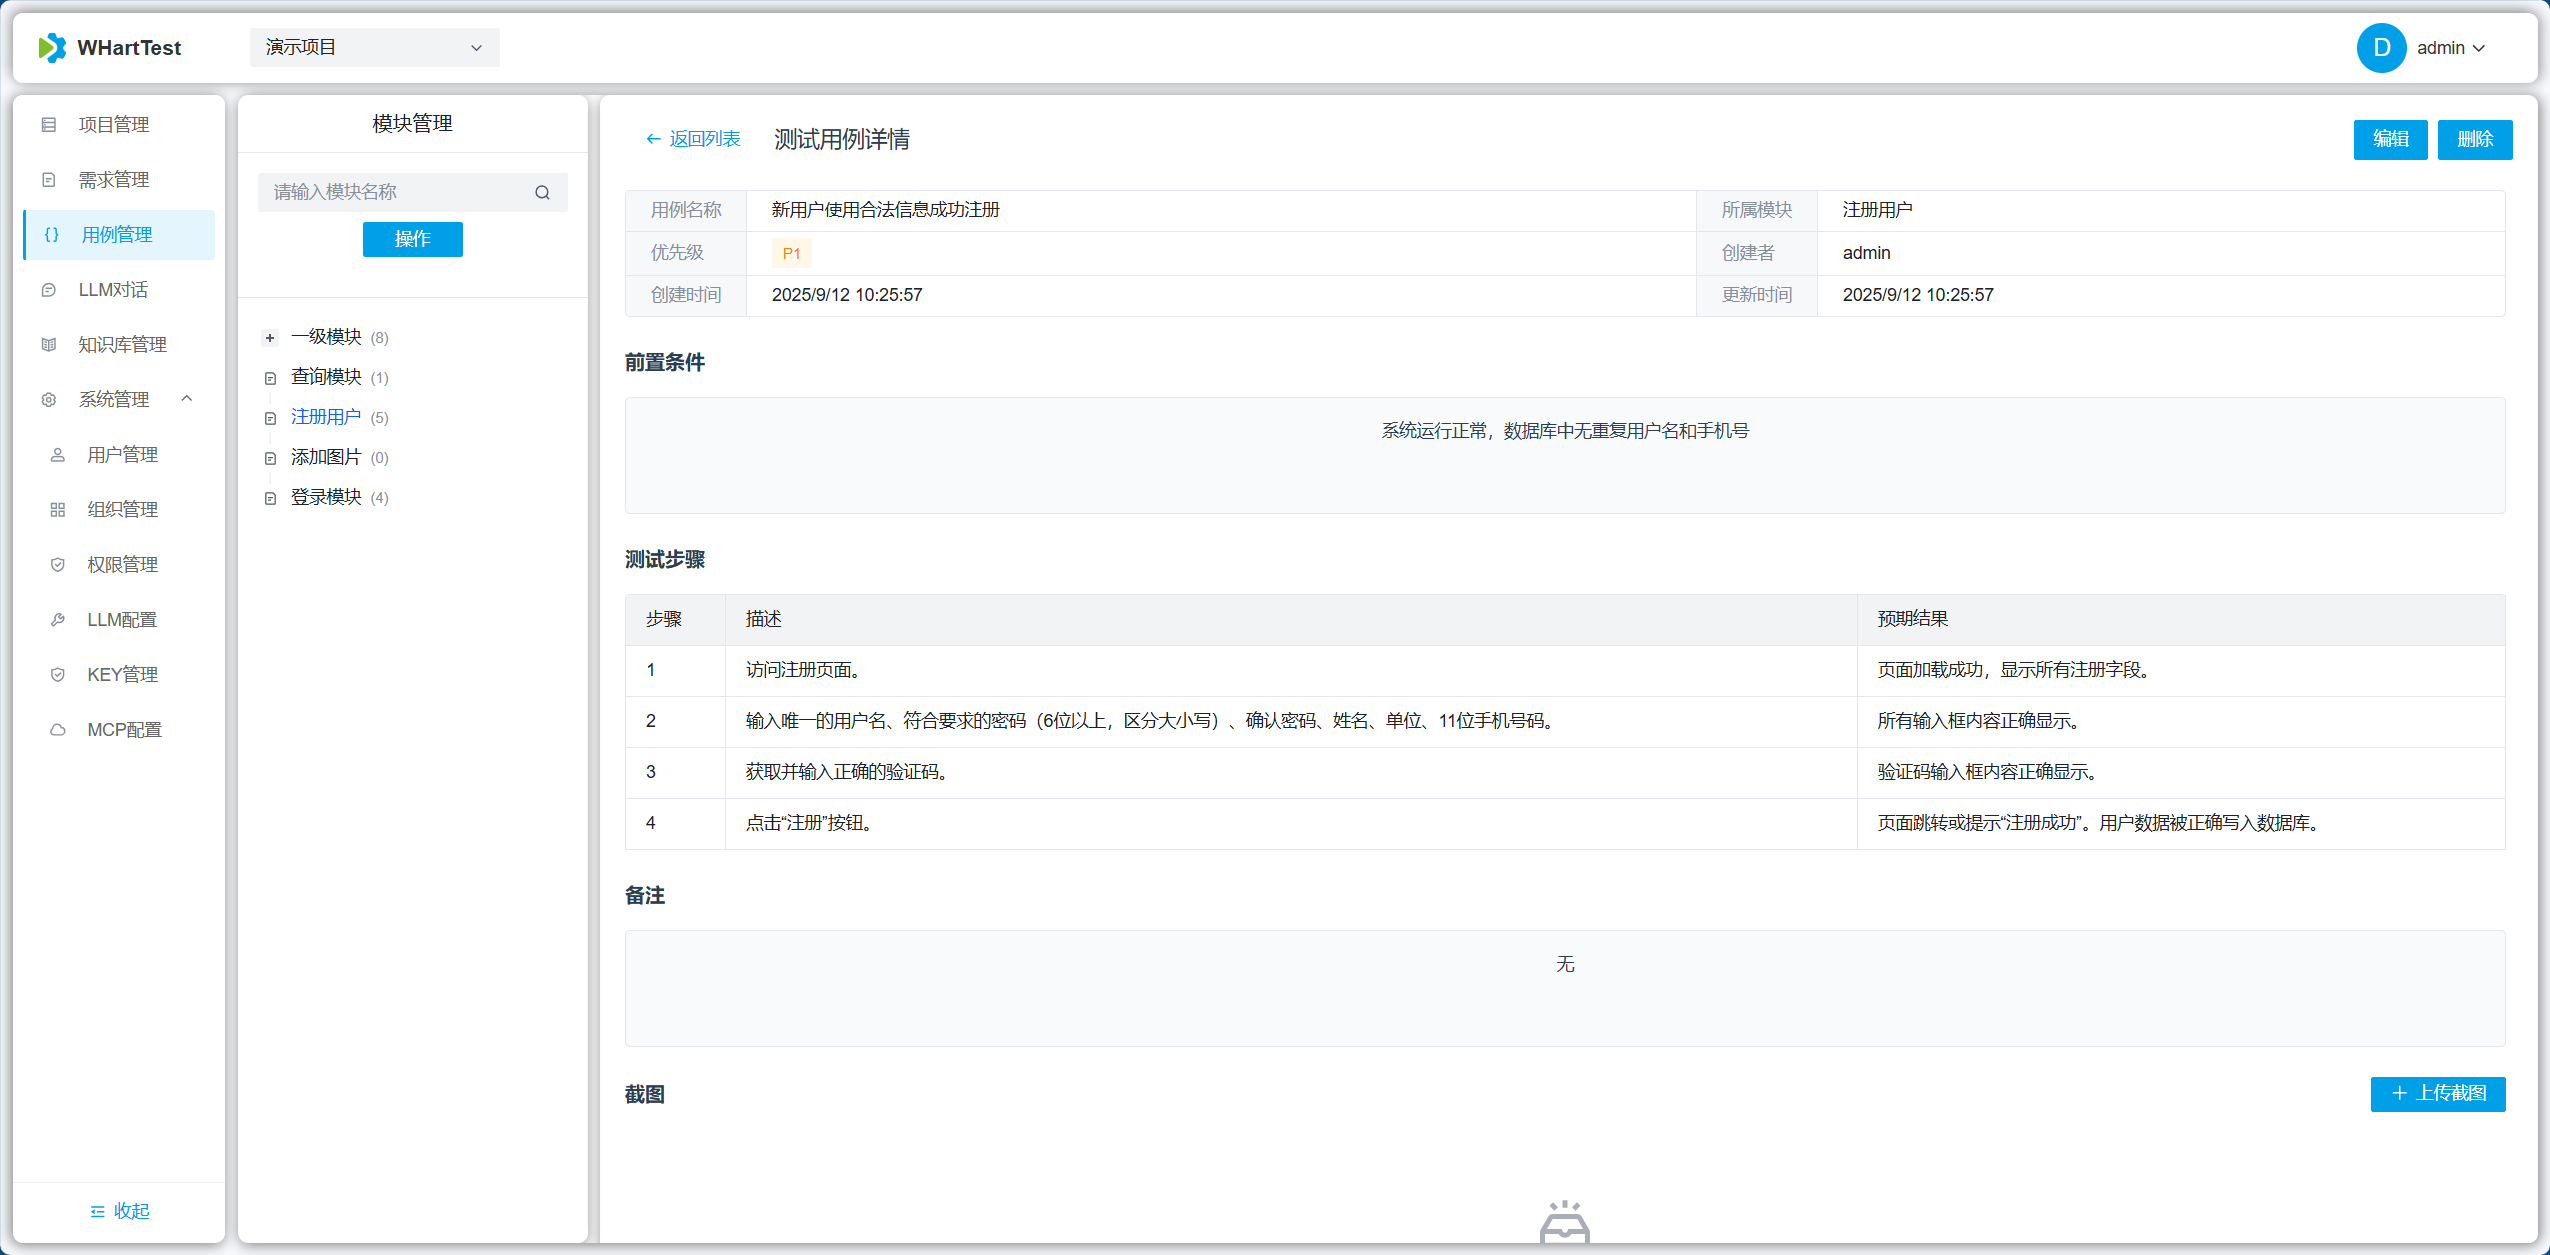 WHartTest
演示项目
D
admin
项目管理
需求管理
用例管理
LLM对话
知识库管理
系统管理
用户管理
组织管理
权限管理
LLM配置
KEY管理
MCP配置
收起
模块管理
请输入模块名称
操作
一级模块 (8)
查询模块 (1)
注册用户 (5)
添加图片 (0)
登录模块 (4)
返回列表 测试用例详情
编辑 删除
用例名称 新用户使用合法信息成功注册 所属模块 注册用户
优先级 P1 创建者 admin
创建时间 2025/9/12 10:25:57 更新时间 2025/9/12 10:25:57
前置条件
系统运行正常，数据库中无重复用户名和手机号
测试步骤
步骤 描述 预期结果
1 访问注册页面。 页面加载成功，显示所有注册字段。
2 输入唯一的用户名、符合要求的密码（6位以上，区分大小写）、确认密码、姓名、单位、11位手机号码。 所有输入框内容正确显示。
3 获取并输入正确的验证码。 验证码输入框内容正确显示。
4 点击“注册”按钮。 页面跳转或提示“注册成功”。用户数据被正确写入数据库。
备注
无
截图
上传截图